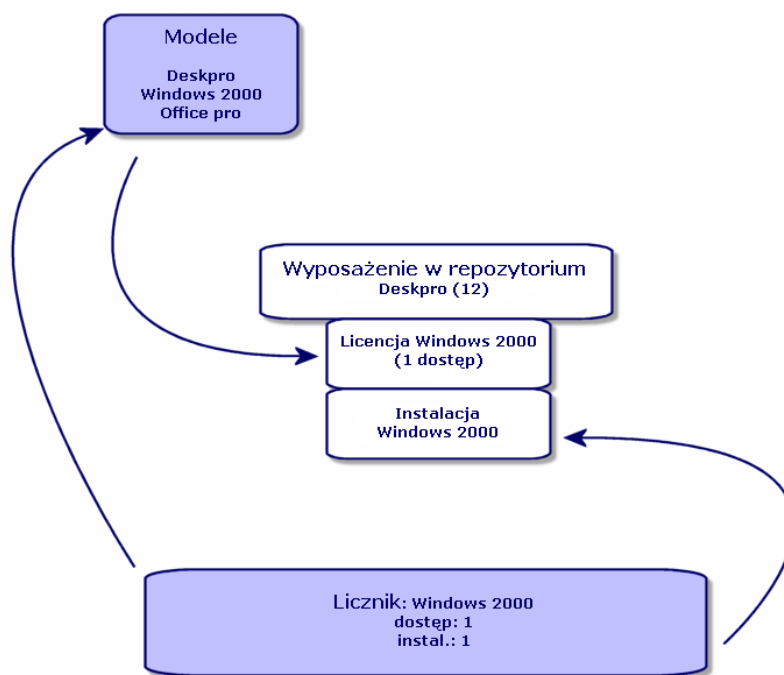 Modele
Deskpro
Windows 2000
Office pro
Wyposażenie w repozytorium
Deskpro (12)
Licencja Windows 2000
(1 dostęp)
Instalacja
Windows 2000
Licznik: Windows 2000
dostęp: 1
instal.: 1